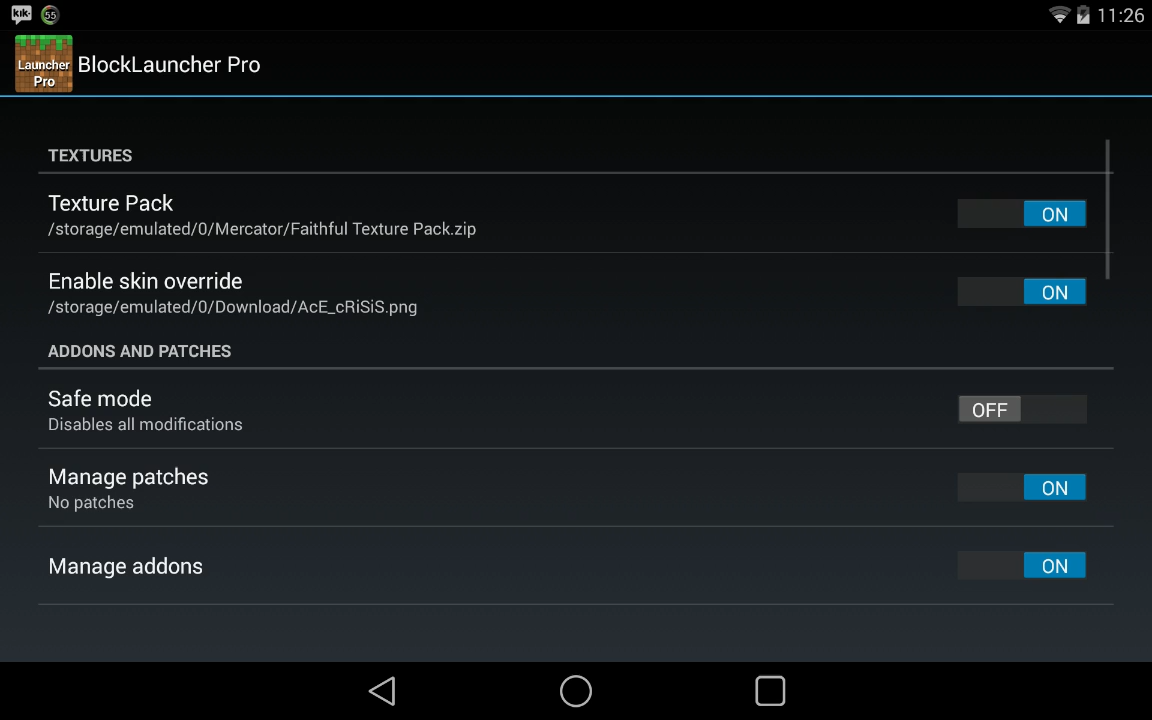 kik
55
11:26
Launcher
Pro
BlockLauncher Pro
TEXTURES
Texture Pack
/storage/emulated/0/Mercator/Faithful Texture Pack.zip
ON
Enable skin override
/storage/emulated/0/Download/AcE_cRiSiS.png
ON
ADDONS AND PATCHES
Safe mode
Disables all modifications
OFF
Manage patches
No patches
ON
Manage addons
ON